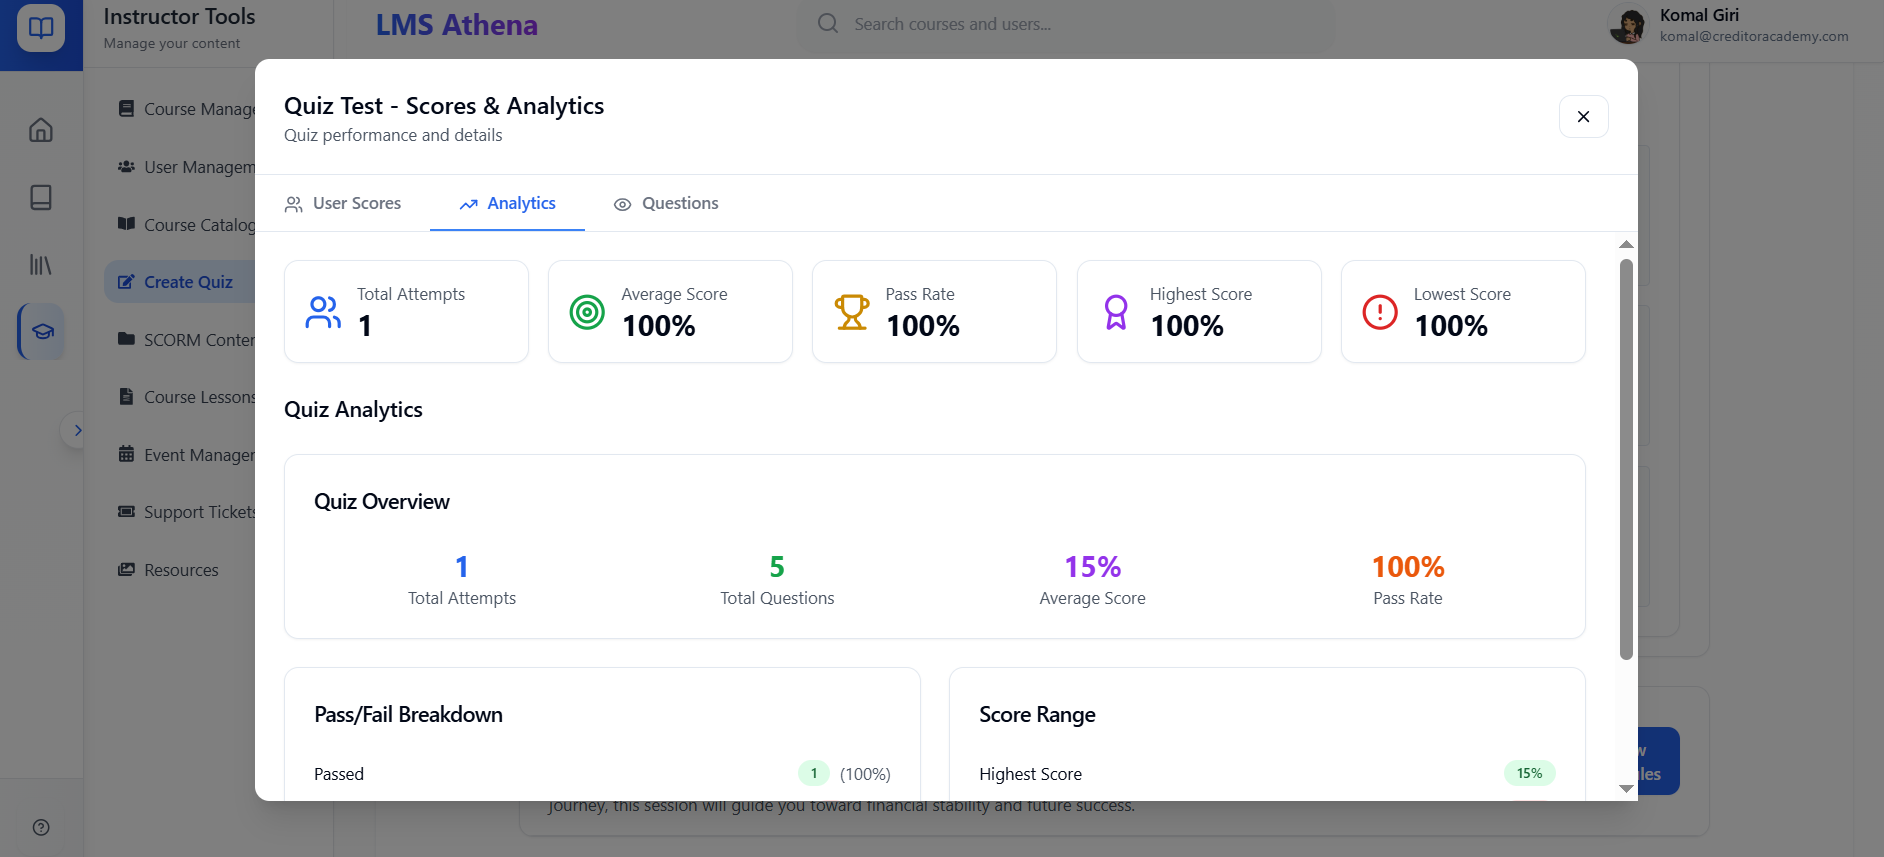 Instructor Tools
Manage your content
LMS Athena
Search courses and users...
Komal Giri
komal@creditoracademy.com
Course Manage
User Managem
Course Catalog
Create Quiz
SCORM Conten
Course Lessons
Event Manager
Support Tickets
Resources
Quiz Test - Scores & Analytics
Quiz performance and details
User Scores
Analytics
Questions
Total Attempts
1
Average Score
100%
Pass Rate
100%
Highest Score
100%
Lowest Score
100%
Quiz Analytics
Quiz Overview
1
Total Attempts
5
Total Questions
15%
Average Score
100%
Pass Rate
Pass/Fail Breakdown
Passed
1 (100%)
Score Range
Highest Score
15%
Journey, this session will guide you toward financial stability and future success.